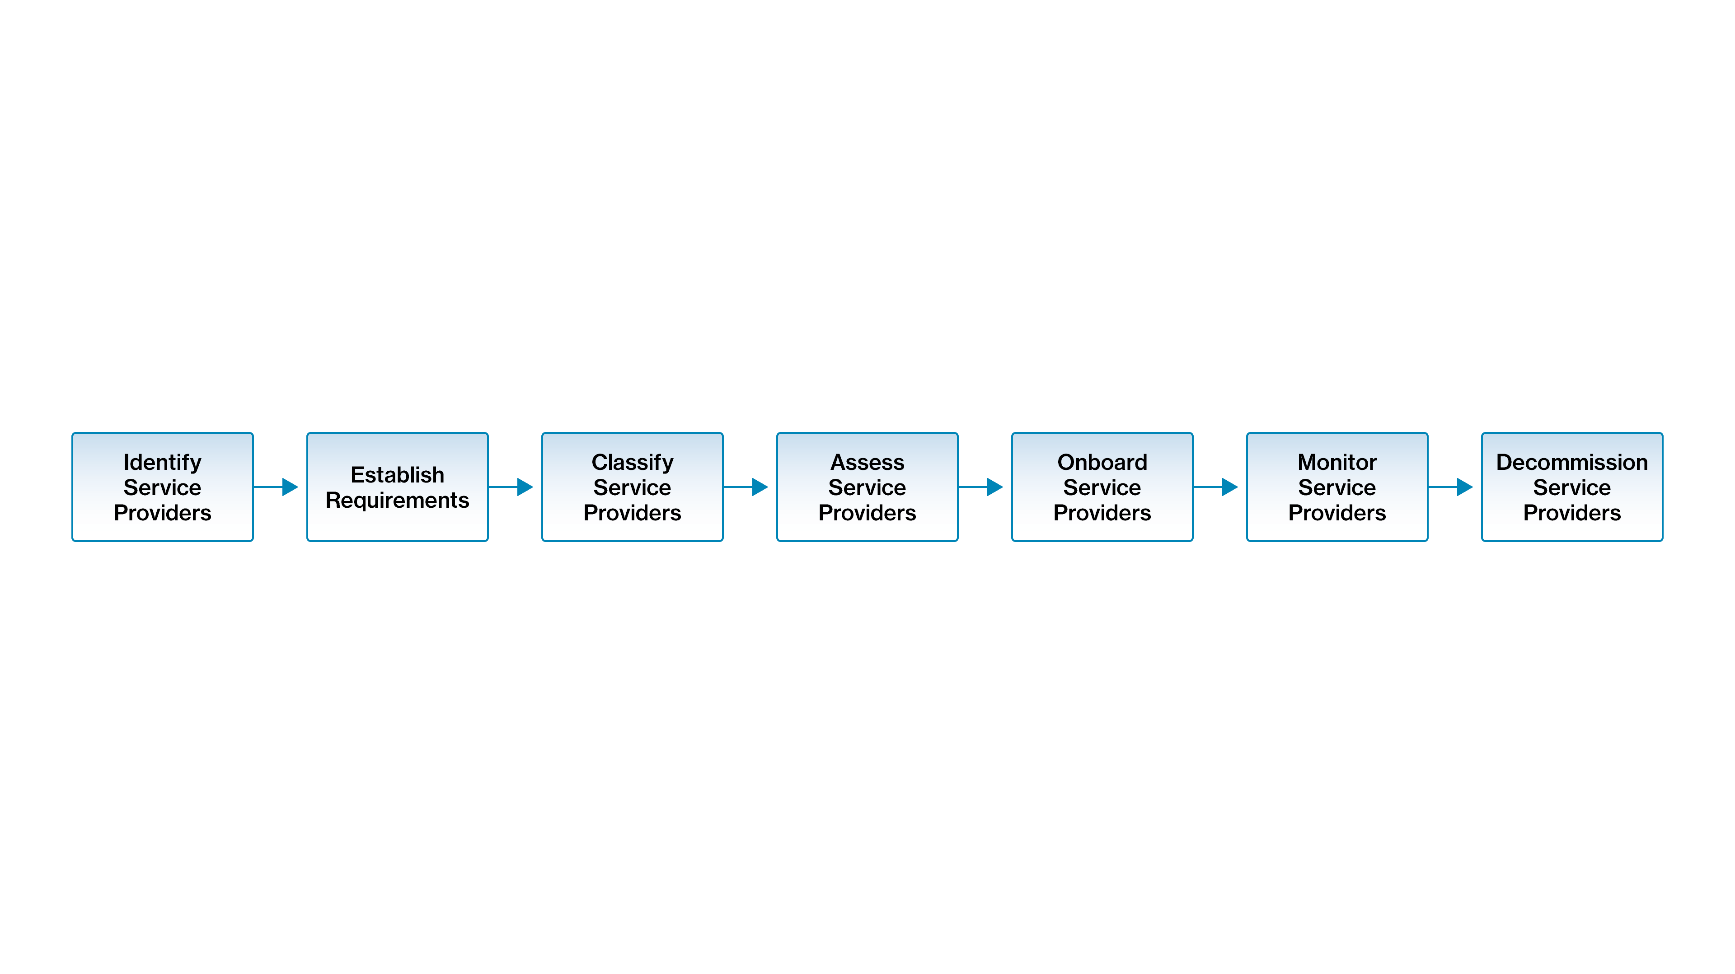 Identify
Service
Providers
Establish
Requirements
Classify
Service
Providers
Assess
Service
Providers
Onboard
Service
Providers
Monitor
Service
Providers
Decommission
Service
Providers